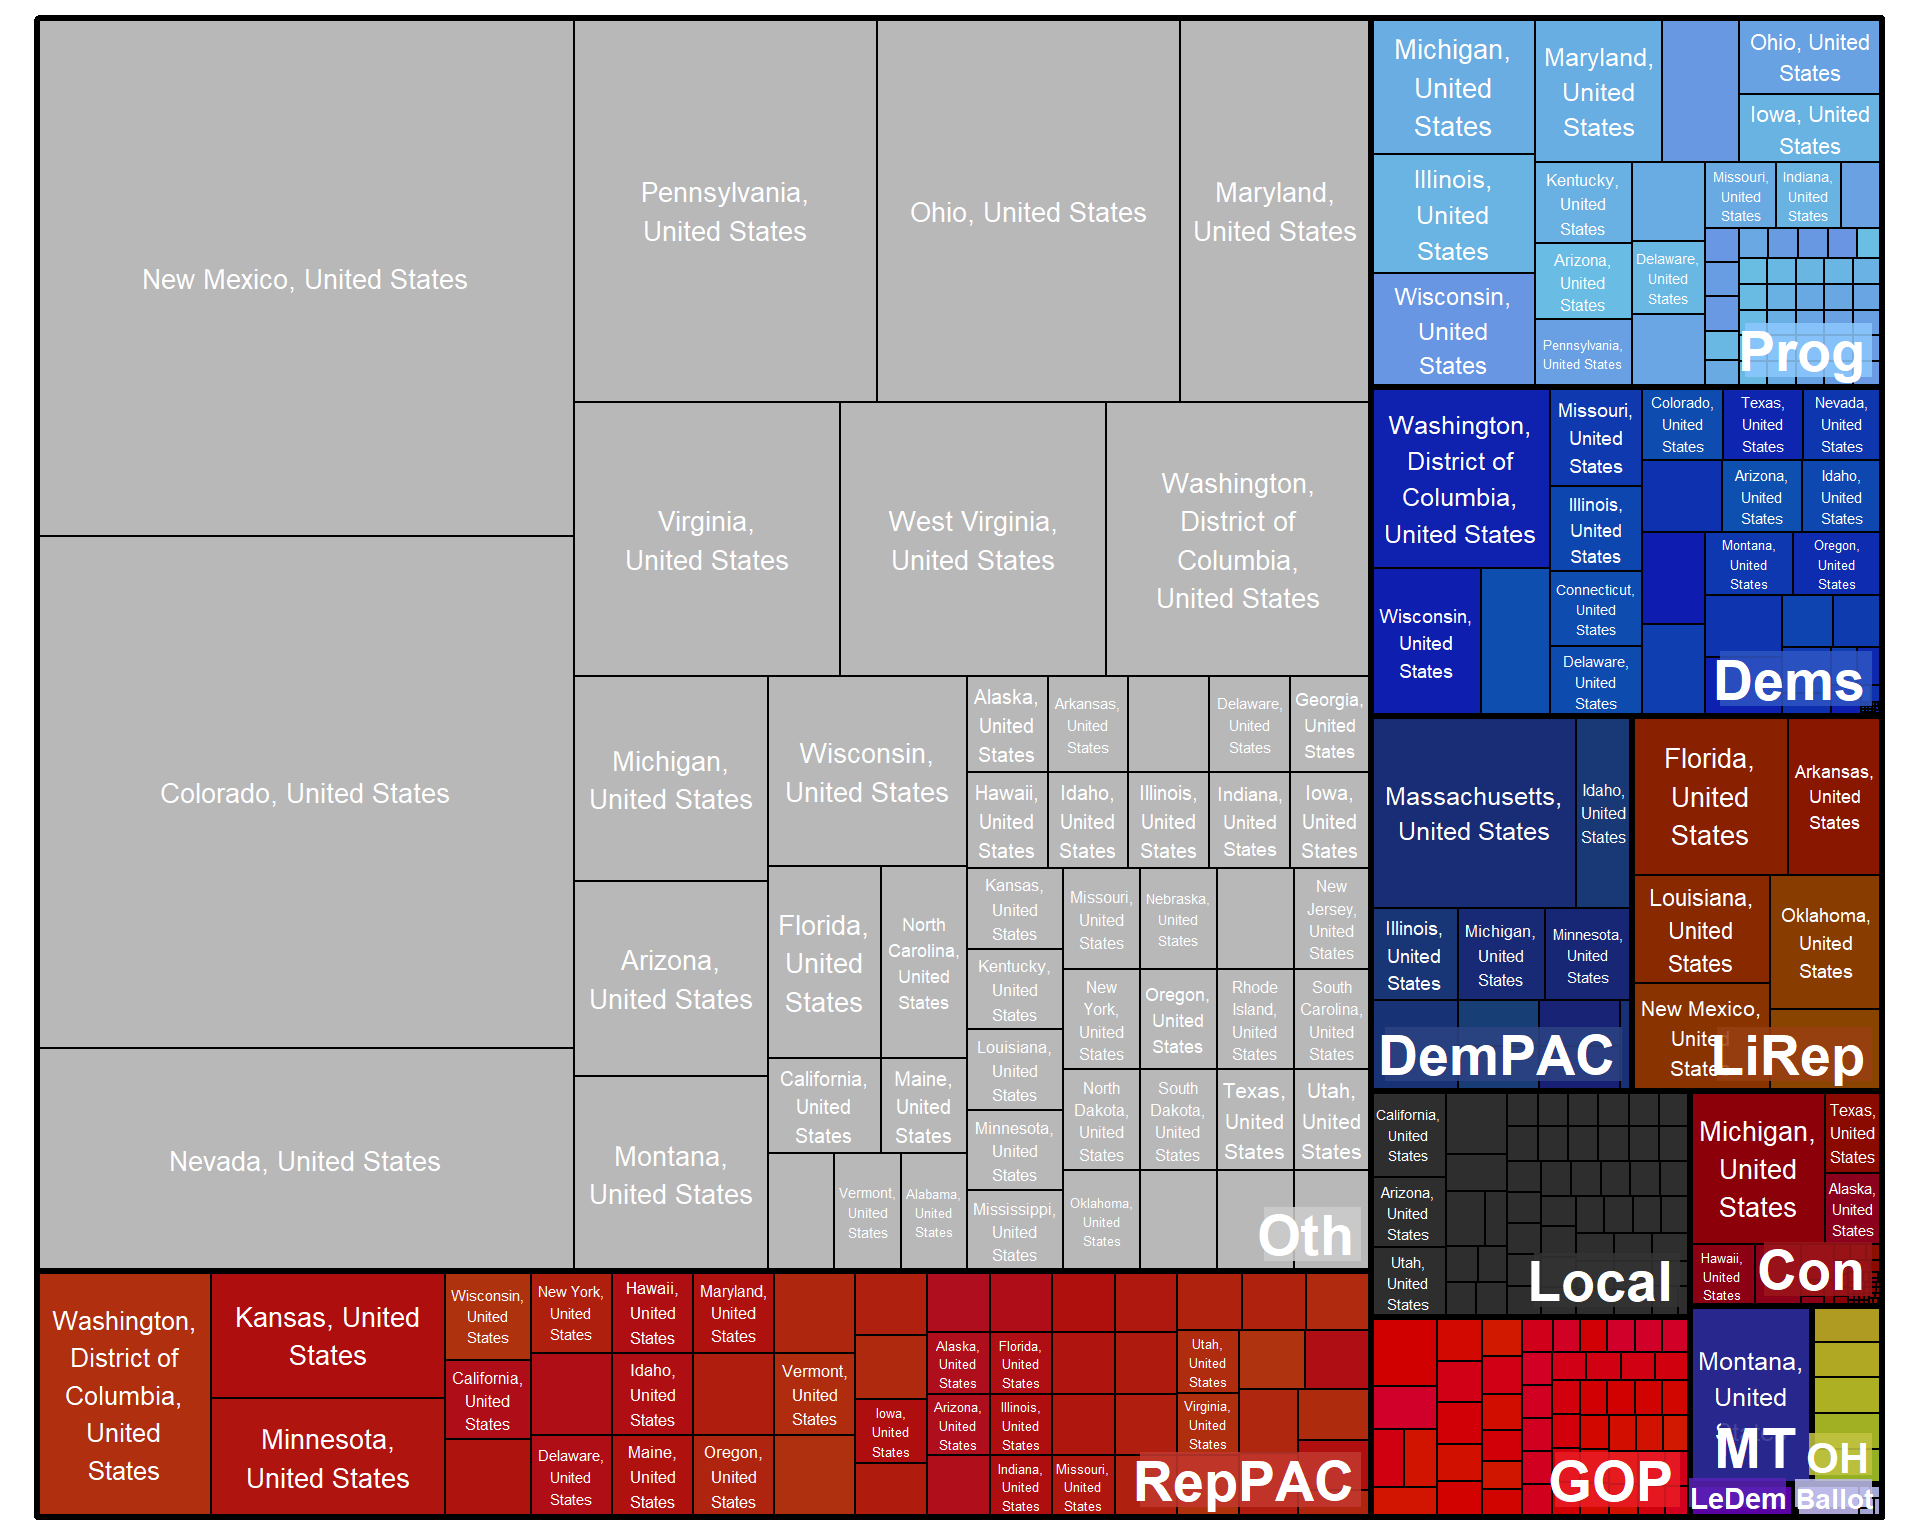 New Mexico, United States
Colorado, United States
Nevada, United States
Pennsylvania,
United States
Ohio, United States
Maryland,
United States
Virginia,
United States
West Virginia,
United States
Washington,
District of
Columbia,
United States
Michigan,
United States
Arizona,
United States
Montana,
United States
Wisconsin,
United States
Florida,
United
States
North
Carolina,
United
States
California,
United
States
Maine,
United
States
Vermont,
United
States
Alabama,
United
States
Alaska,
United
States
Arkansas,
United
States
Delaware,
United
States
Georgia,
United
States
Hawaii,
United
States
Idaho,
United
States
Illinois,
United
States
Indiana,
United
States
Iowa,
United
States
Kansas,
United
States
Kentucky,
United
States
Louisiana,
United
States
Minnesota,
United
States
Mississippi,
United
States
Missouri,
United
States
Nebraska,
United
States
New
Jersey,
United
States
New
York,
United
States
Oregon,
United
States
Rhode
Island,
United
States
South
Carolina,
United
States
North
Dakota,
United
States
South
Dakota,
United
States
Texas,
United
States
Utah,
United
States
Oklahoma,
United
States
Oth
Michigan,
United
States
Illinois,
United
States
Wisconsin,
United
States
Maryland,
United
States
Ohio, United
States
Iowa, United
States
Kentucky,
United
States
Arizona,
United
States
Pennsylvania,
United States
Delaware,
United
States
Missouri,
United
States
Indiana,
United
States
Prog
Washington,
District of
Columbia,
United States
Wisconsin,
United
States
Missouri,
United
States
Illinois,
United
States
Connecticut,
United
States
Delaware,
United
States
Colorado,
United
States
Texas,
United
States
Nevada,
United
States
Arizona,
United
States
Idaho,
United
States
Montana,
United
States
Oregon,
United
States
Dems
Massachusetts,
United States
Idaho,
United
States
Illinois,
United
States
Michigan,
United
States
Minnesota,
United
States
DemPAC
Florida,
United
States
Arkansas,
United
States
Louisiana,
United
States
Oklahoma,
United
States
New Mexico,
United
States
LiRep
California,
United
States
Arizona,
United
States
Utah,
United
States
Local
Michigan,
United
States
Texas,
United
States
Alaska,
United
States
Hawaii,
United
States
Con
Washington,
District of
Columbia,
United
States
Kansas, United
States
Minnesota,
United States
Wisconsin,
United
States
California,
United
States
New York,
United
States
Delaware,
United
States
Hawaii,
United
States
Idaho,
United
States
Maine,
United
States
Maryland,
United
States
Oregon,
United
States
Vermont,
United
States
Iowa,
United
States
Alaska,
United
States
Florida,
United
States
Arizona,
United
States
Illinois,
United
States
Indiana,
United
States
Missouri,
United
States
Utah,
United
States
Virginia,
United
States
RepPAC
GOP
Montana,
United
States
MT
OH
LeDem
Ballot